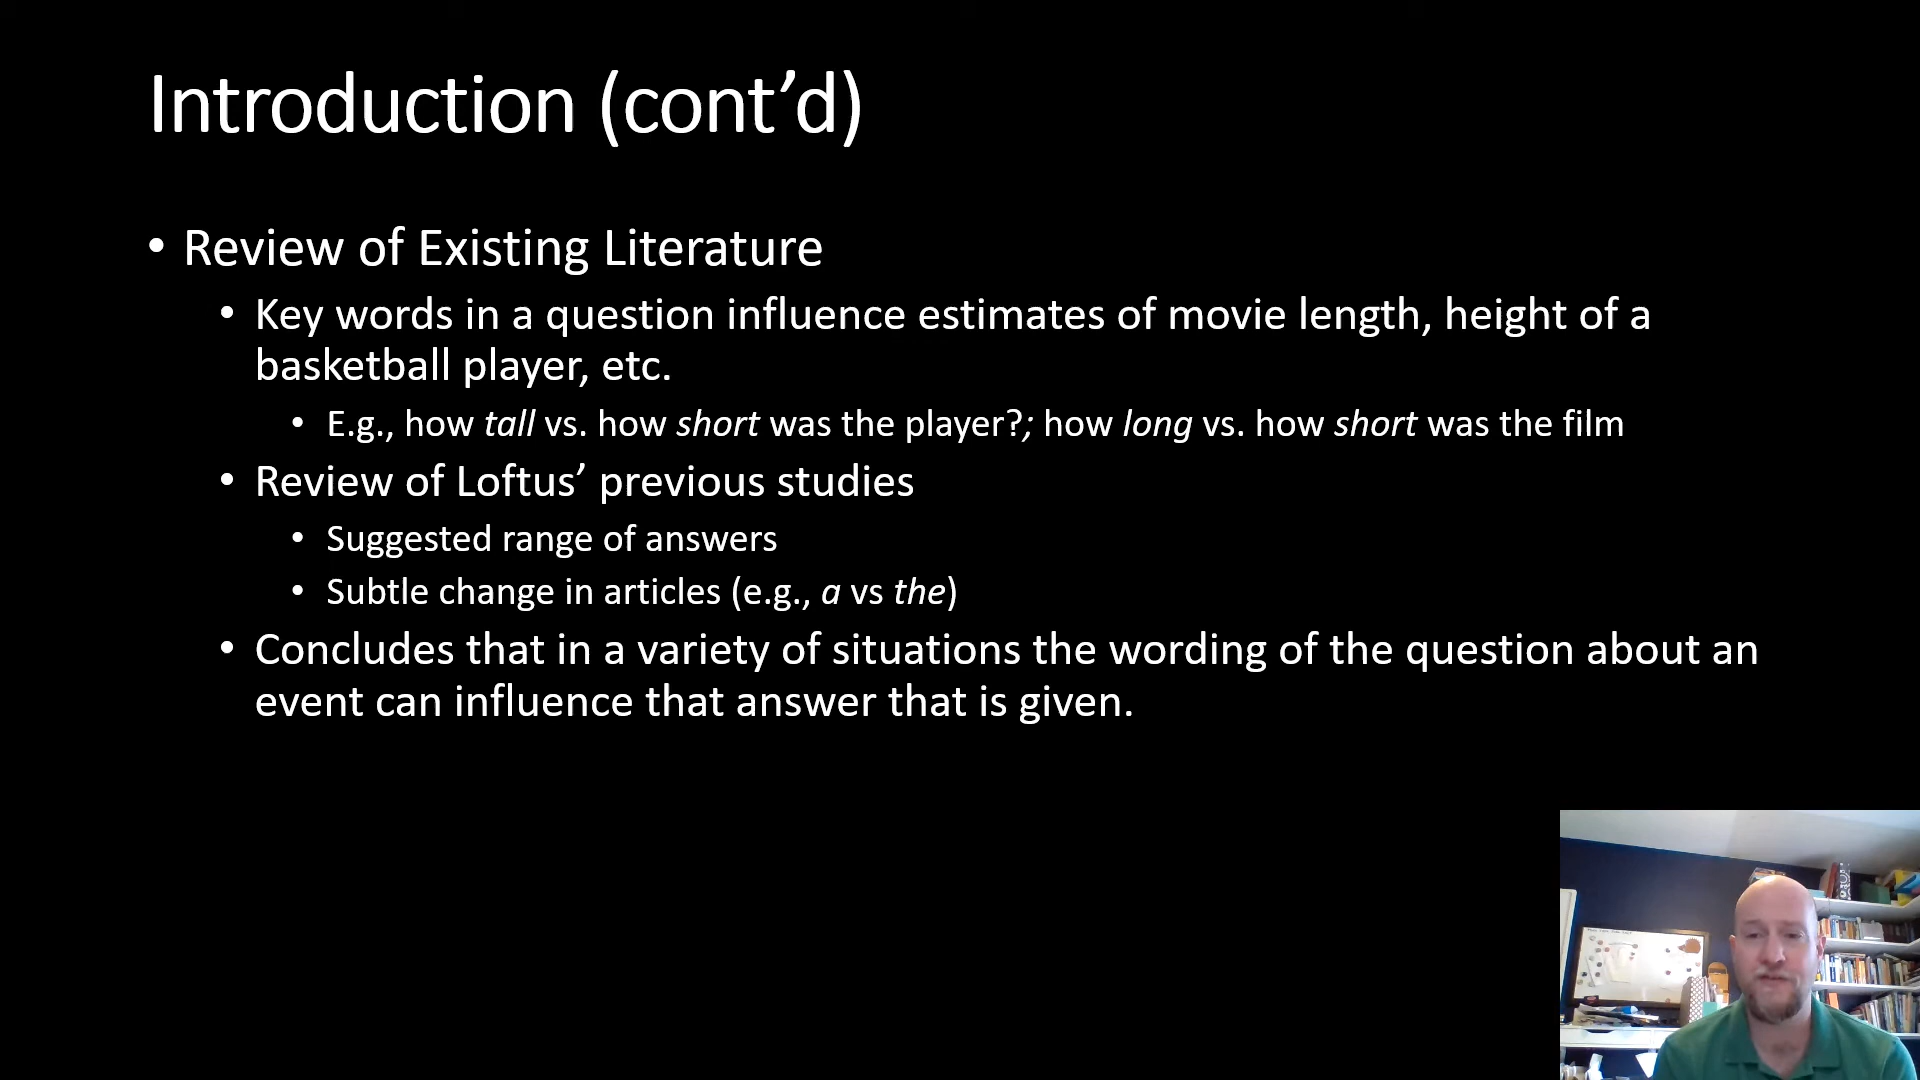 Introduction (cont’d)
• Review of Existing Literature
• Key words in a question influence estimates of movie length, height of a
basketball player, etc.
• E.g., how tall vs. how short was the player?; how long vs. how short was the film
• Review of Loftus’ previous studies
• Suggested range of answers
• Subtle change in articles (e.g., a vs the)
• Concludes that in a variety of situations the wording of the question about an
event can influence that answer that is given.